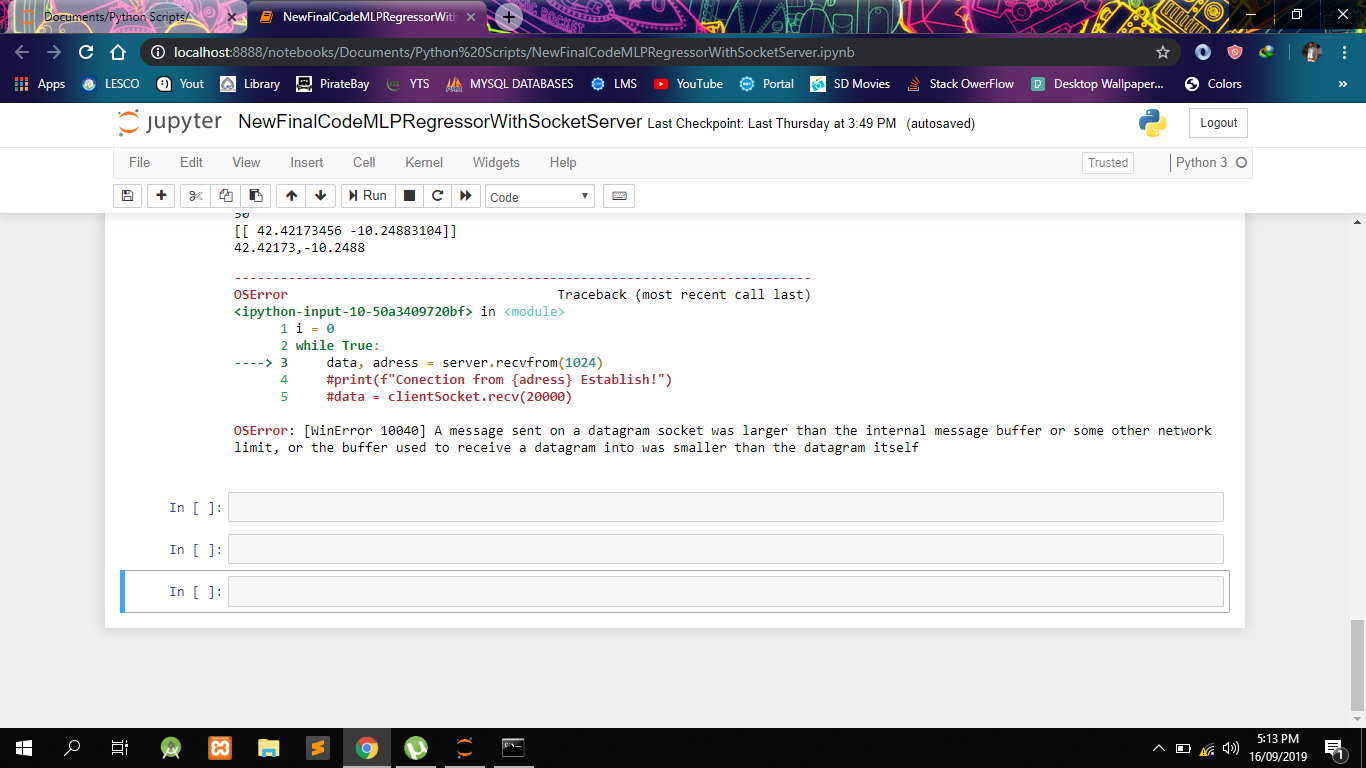 Documents/Python Scripts/
NewFinalCodeMLPRegressorWith
localhost:8888/notebooks/Documents/Python%20Scripts/NewFinalCodeMLPRegressorWithSocketServer.ipynb
Apps LESCO Yout Library PirateBay YTS MYSQL DATABASES LMS YouTube Portal SD Movies Stack OwerFlow Desktop Wallpaper... Colors »
jupyter NewFinalCodeMLPRegressorWithSocketServer Last Checkpoint: Last Thursday at 3:49 PM (autosaved) Logout
File Edit View Insert Cell Kernel Widgets Help Trusted Python 3
Run Code
50
[[ 42.42173456 -10.24883104]]
42.42173,-10.2488
---------------------------------------------------------------------------
OSError Traceback (most recent call last)
<ipython-input-10-50a3409720bf> in <module>
1 i = 0
2 while True:
----> 3 data, adress = server.recvfrom(1024)
4 #print(f"Conection from {adress} Establish!")
5 #data = clientSocket.recv(20000)
OSError: [WinError 10040] A message sent on a datagram socket was larger than the internal message buffer or some other network
limit, or the buffer used to receive a datagram into was smaller than the datagram itself
In [ ]:
In [ ]:
In [ ]:
5:13 PM
16/09/2019
1